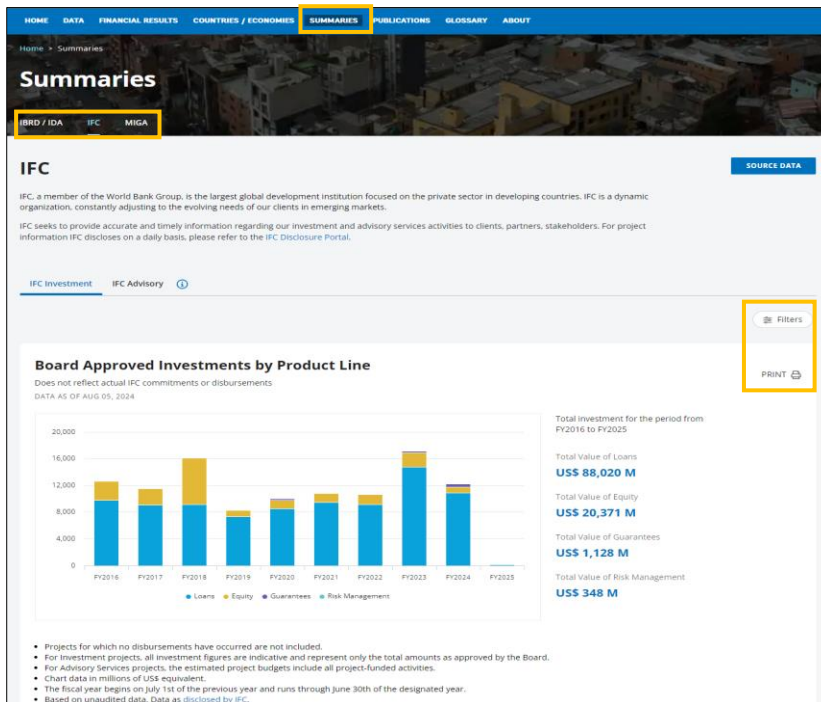 HOME DATA FINANCIAL RESULTS COUNTRIES / ECONOMIES SUMMARIES PUBLICATIONS GLOSSARY ABOUT
Home > Summaries
Summaries
IBRD / IDA IFC MIGA
IFC
SOURCE DATA
IFC, a member of the World Bank Group, is the largest global development institution focused on the private sector in developing countries. IFC is a dynamic
organization, constantly adjusting to the evolving needs of our clients in emerging markets.
IFC seeks to provide accurate and timely information regarding our investment and advisory services activities to clients, partners, stakeholders. For project
information IFC discloses on a daily basis, please refer to the IFC Disclosure Portal.
IFC Investment IFC Advisory
Filters
Board Approved Investments by Product Line
PRINT
Does not reflect actual IFC commitments or disbursements
DATA AS OF AUG 05, 2024
20,000
16,000
12,000
8,000
4,000
0
FY2016 FY2017 FY2018 FY2019 FY2020 FY2021 FY2022 FY2023 FY2024 FY2025
Loans Equity Guarantees Risk Management
Total investment for the period from
FY2016 to FY2025
Total Value of Loans
US$ 88,020 M
Total Value of Equity
US$ 20,371 M
Total Value of Guarantees
US$ 1,128 M
Total Value of Risk Management
US$ 348 M
• Projects for which no disbursements have occurred are not included.
• For Investment projects, all investment figures are indicative and represent only the total amounts as approved by the Board.
• For Advisory Services projects, the estimated project budgets include all project-funded activities.
• Chart data in millions of US$ equivalent.
• The fiscal year begins on July 1st of the previous year and runs through June 30th of the designated year.
• Based on unaudited data. Data as disclosed by IFC.